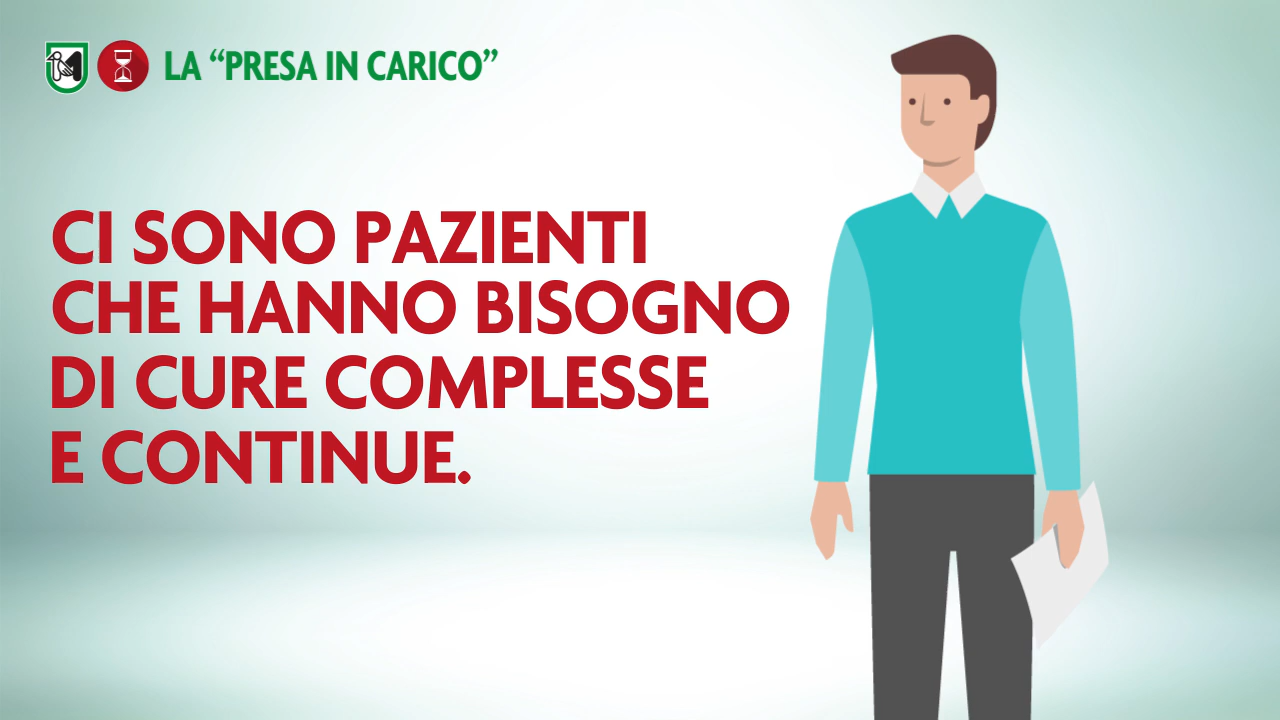 LA “PRESA IN CARICO”
CI SONO PAZIENTI
CHE HANNO BISOGNO
DI CURE COMPLESSE
E CONTINUE.